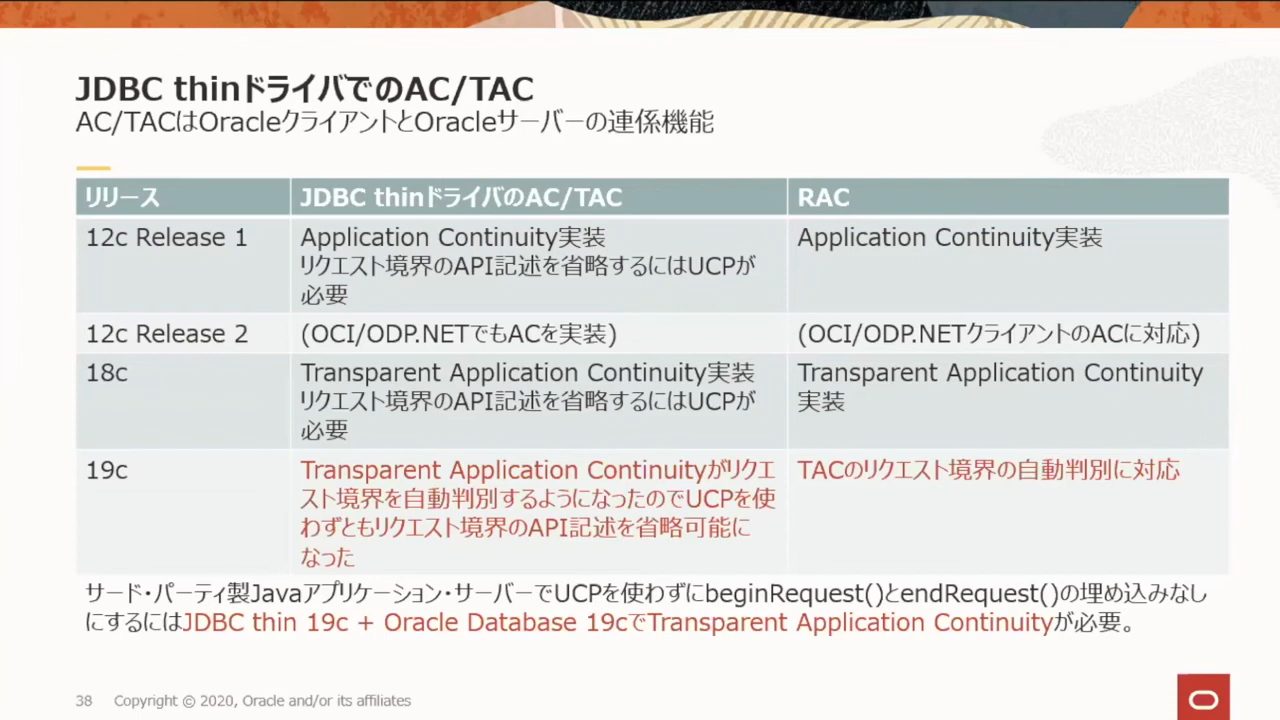 JDBC thinドライバでのAC/TAC
AC/TACはOracleクライアントとOracleサーバーの連係機能
リリース
JDBC thinドライバのAC/TAC
RAC
12c Release 1
Application Continuity実装
リクエスト境界のAPI記述を省略するにはUCPが
必要
Application Continuity実装
12c Release 2
(OCI/ODP.NETでもACを実装)
(OCI/ODP.NETクライアントのACに対応)
18c
Transparent Application Continuity実装
リクエスト境界のAPI記述を省略するにはUCPが
必要
Transparent Application Continuity
実装
19c
Transparent Application Continuityがリクエ
スト境界を自動判別するようになったのでUCPを使
わずともリクエスト境界のAPI記述を省略可能に
なった
TACのリクエスト境界の自動判別に対応
サード・パーティ製Javaアプリケーション・サーバーでUCPを使わずにbeginRequest()とendRequest()の埋め込みなし
にするにはJDBC thin 19c + Oracle Database 19cでTransparent Application Continuityが必要。
38 Copyright © 2020, Oracle and/or its affiliates